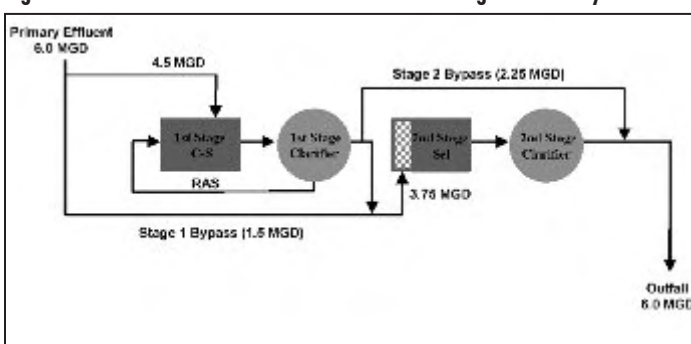 Primary Effluent
6.0 MGD
4.5 MGD
Stage 2 Bypass (2.25 MGD)
1st Stage
C-S
1st Stage
Clarifier
2nd Stage
Sel
2nd Stage
Clarifier
RAS
3.75 MGD
Stage 1 Bypass (1.5 MGD)
Outfall
6.0 MGD